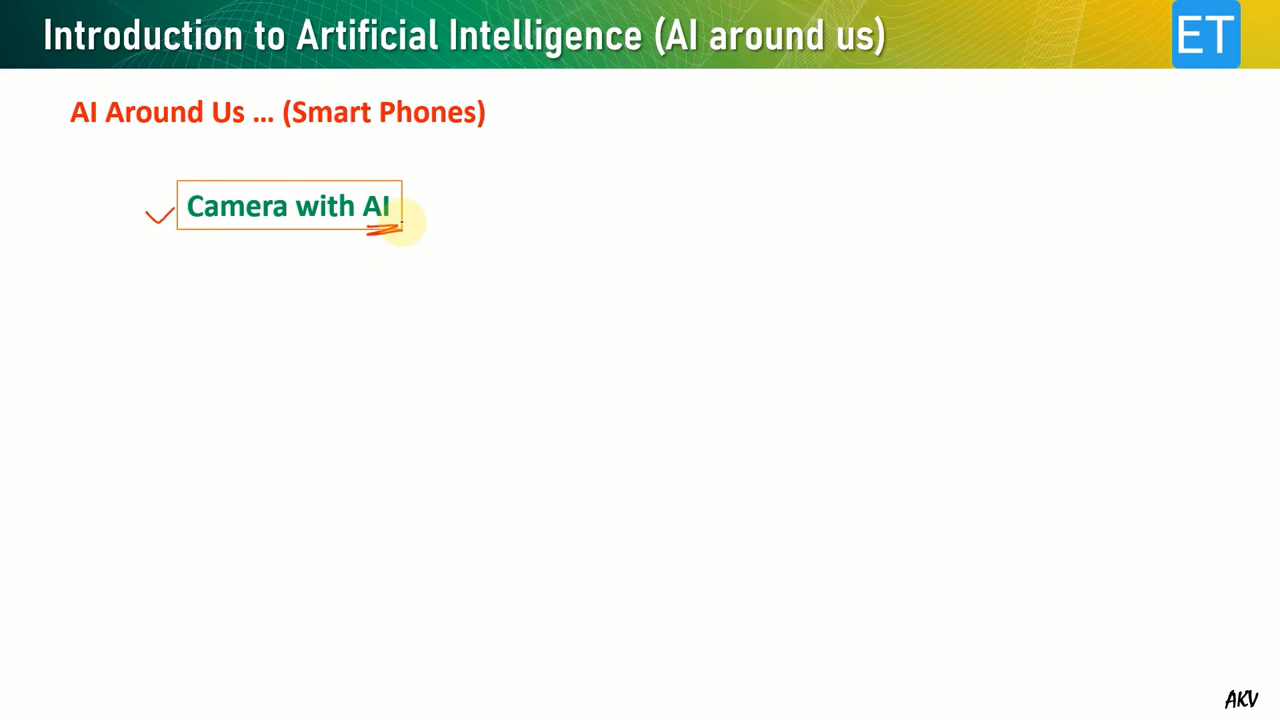 Introduction to Artificial Intelligence (AI around us)
ET
AI Around Us ... (Smart Phones)
Camera with AI
AKV